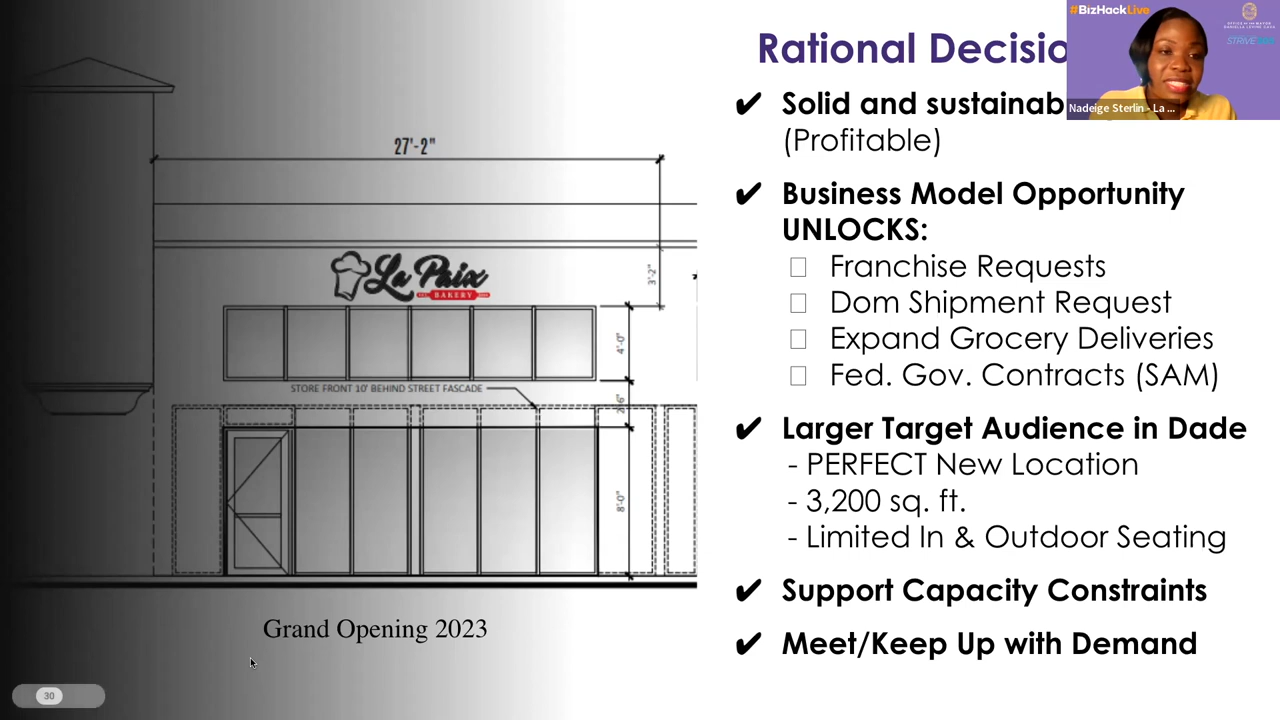 27'-2"
La Paix
BAKERY
3'-2"
4'-0"
STORE FRONT 10' BEHIND STREET FASCADE
8'-0"
Grand Opening 2023
30
Rational Decisio
✔ Solid and sustainab
(Profitable)
✔ Business Model Opportunity
UNLOCKS:
Franchise Requests
Dom Shipment Request
Expand Grocery Deliveries
Fed. Gov. Contracts (SAM)
✔ Larger Target Audience in Dade
- PERFECT New Location
- 3,200 sq. ft.
- Limited In & Outdoor Seating
✔ Support Capacity Constraints
✔ Meet/Keep Up with Demand
#BizHackLive
Nadeige Sterlin - La ...